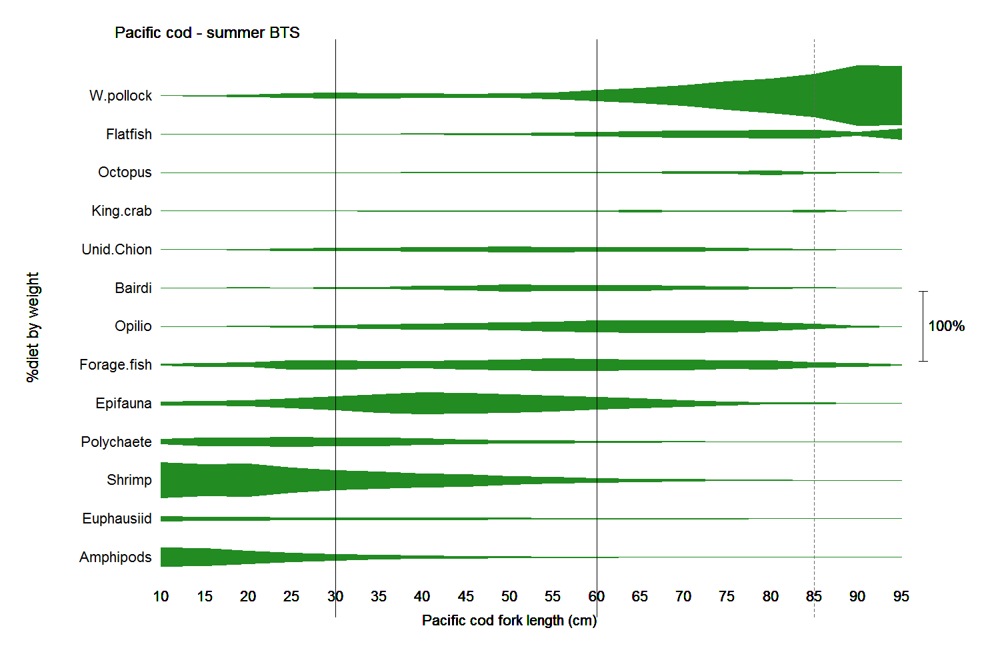 Pacific cod - summer BTS
W.pollock
Flatfish
Octopus
King.crab
Unid.Chion
Bairdi
Opilio
Forage.fish
Epifauna
Polychaete
Shrimp
Euphausiid
Amphipods
%diet by weight
100%
10 15 20 25 30 35 40 45 50 55 60 65 70 75 80 85 90 95
Pacific cod fork length (cm)